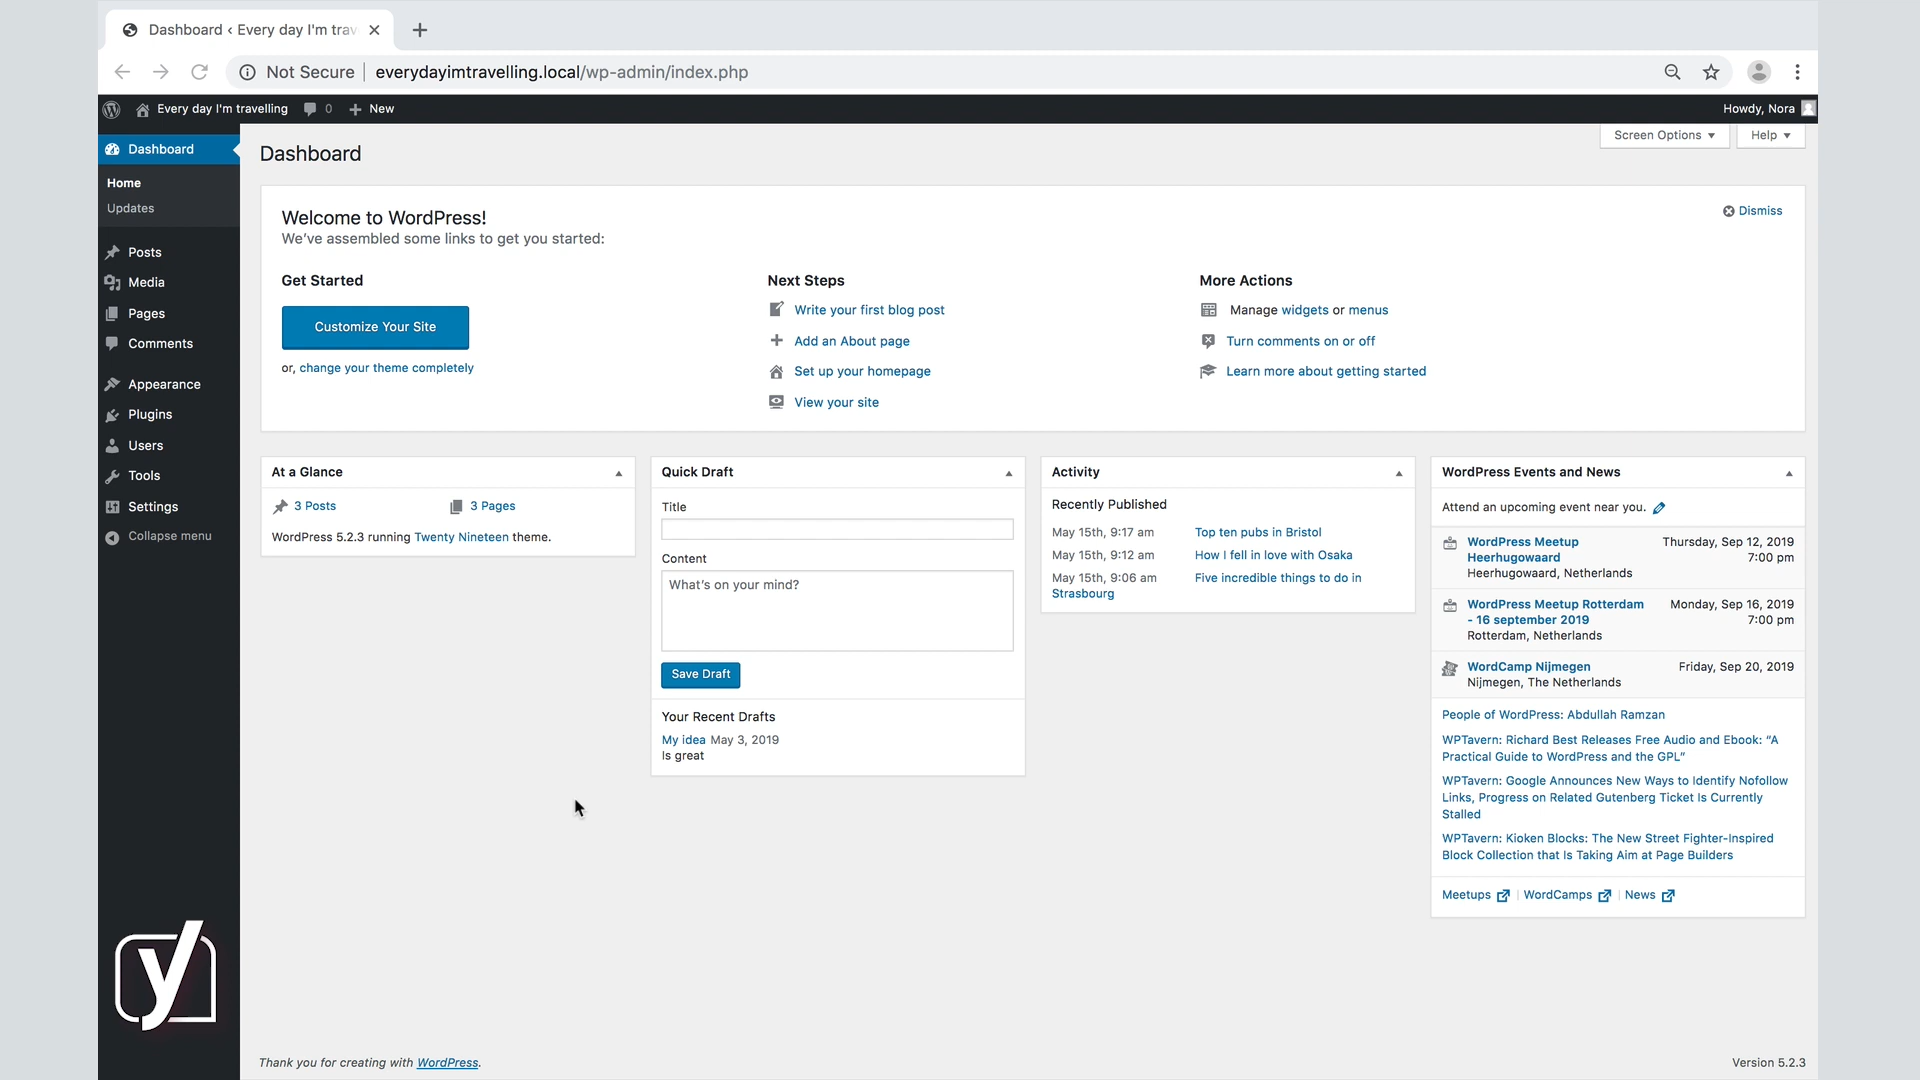 Dashboard ‹ Every day I'm trav
Not Secure | everydayimtravelling.local/wp-admin/index.php
Every day I'm travelling 0 New Howdy, Nora
Dashboard
Home
Updates
Posts
Media
Pages
Comments
Appearance
Plugins
Users
Tools
Settings
Collapse menu
Screen Options
Help
Dashboard
Welcome to WordPress!
We've assembled some links to get you started:
Dismiss
Get Started
Customize Your Site
or, change your theme completely
Next Steps
Write your first blog post
Add an About page
Set up your homepage
View your site
More Actions
Manage widgets or menus
Turn comments on or off
Learn more about getting started
At a Glance
3 Posts 3 Pages
WordPress 5.2.3 running Twenty Nineteen theme.
Quick Draft
Title
Content
What's on your mind?
Save Draft
Your Recent Drafts
My idea May 3, 2019
Is great
Activity
Recently Published
May 15th, 9:17 am Top ten pubs in Bristol
May 15th, 9:12 am How I fell in love with Osaka
May 15th, 9:06 am Five incredible things to do in
Strasbourg
WordPress Events and News
Attend an upcoming event near you.
WordPress Meetup Thursday, Sep 12, 2019
Heerhugowaard 7:00 pm
Heerhugowaard, Netherlands
WordPress Meetup Rotterdam Monday, Sep 16, 2019
- 16 september 2019 7:00 pm
Rotterdam, Netherlands
WordCamp Nijmegen Friday, Sep 20, 2019
Nijmegen, The Netherlands
People of WordPress: Abdullah Ramzan
WPTavern: Richard Best Releases Free Audio and Ebook: “A
Practical Guide to WordPress and the GPL”
WPTavern: Google Announces New Ways to Identify Nofollow
Links, Progress on Related Gutenberg Ticket Is Currently
Stalled
WPTavern: Kioken Blocks: The New Street Fighter-Inspired
Block Collection that Is Taking Aim at Page Builders
Meetups | WordCamps | News
y
Thank you for creating with WordPress.
Version 5.2.3